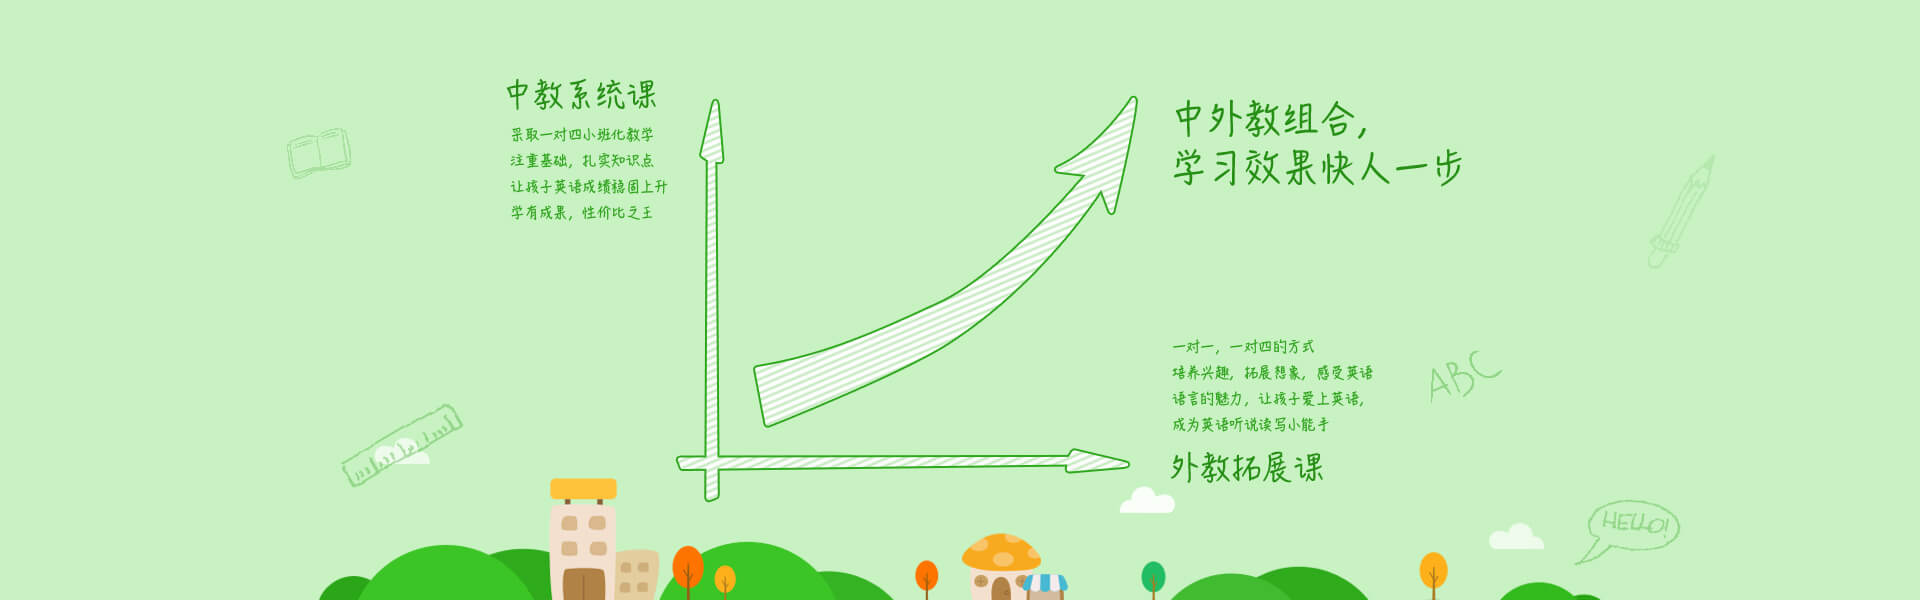 中教系统课
采取一对四小班化教学
注重基础，扎实知识点
让孩子英语成绩稳固上升
学有成果，性价比之王
中外教组合，
学习效果快人一步
一对一，一对四的方式
培养兴趣，拓展想象，感受英语
语言的魅力，让孩子爱上英语，
成为英语听说读写小能手
外教拓展课
ABC
HELLO!